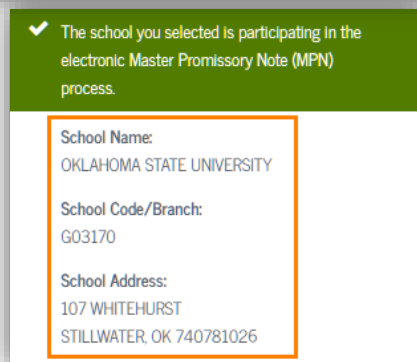 The school you selected is participating in the
electronic Master Promissory Note (MPN)
process.
School Name:
OKLAHOMA STATE UNIVERSITY
School Code/Branch:
G03170
School Address:
107 WHITEHURST
STILLWATER, OK 740781026